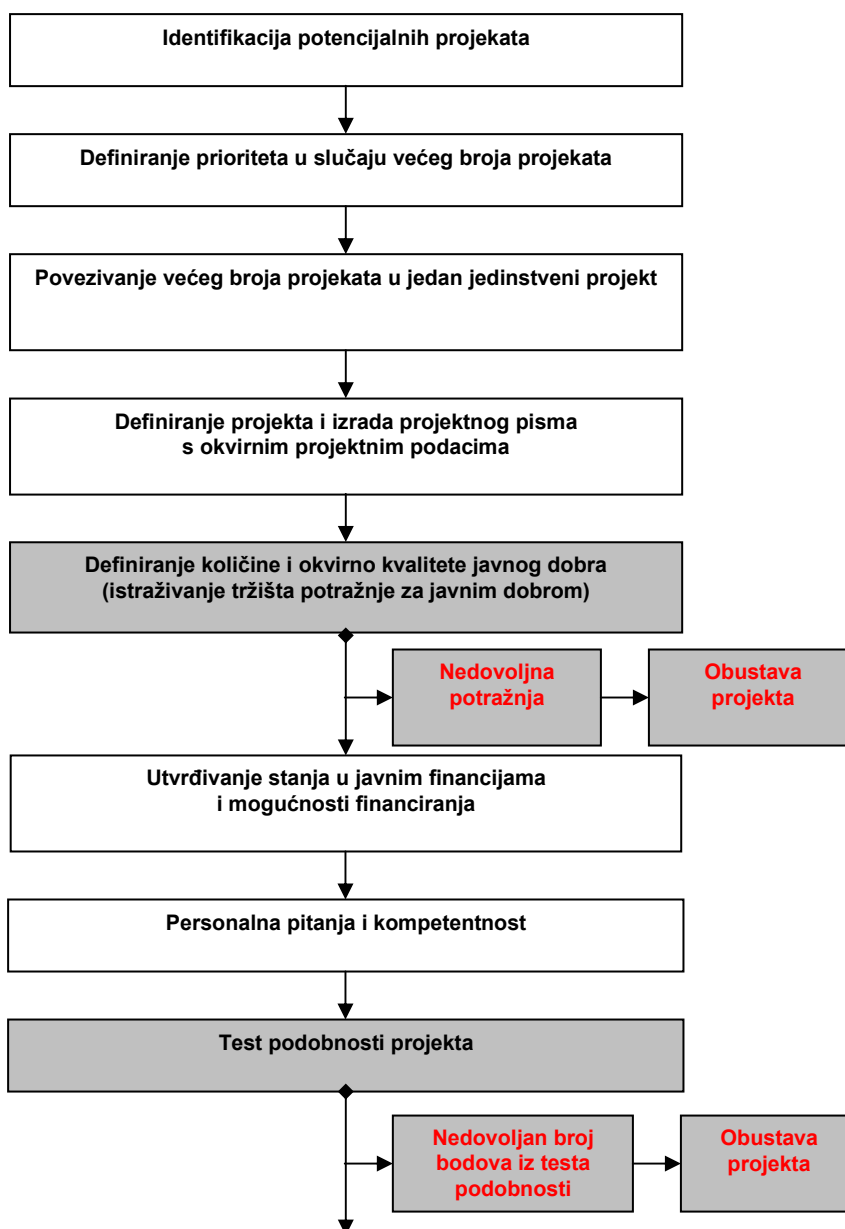 Identifikacija potencijalnih projekata
Definiranje prioriteta u slučaju većeg broja projekata
Povezivanje većeg broja projekata u jedan jedinstveni projekt
Definiranje projekta i izrada projektnog pisma
s okvirnim projektnim podacima
Definiranje količine i okvirno kvalitete javnog dobra
(istraživanje tržišta potražnje za javnim dobrom)
Nedovoljna
potražnja
Obustava
projekta
Utvrđivanje stanja u javnim financijama
i mogućnosti financiranja
Personalna pitanja i kompetentnost
Test podobnosti projekta
Nedovoljan broj
bodova iz testa
podobnosti
Obustava
projekta